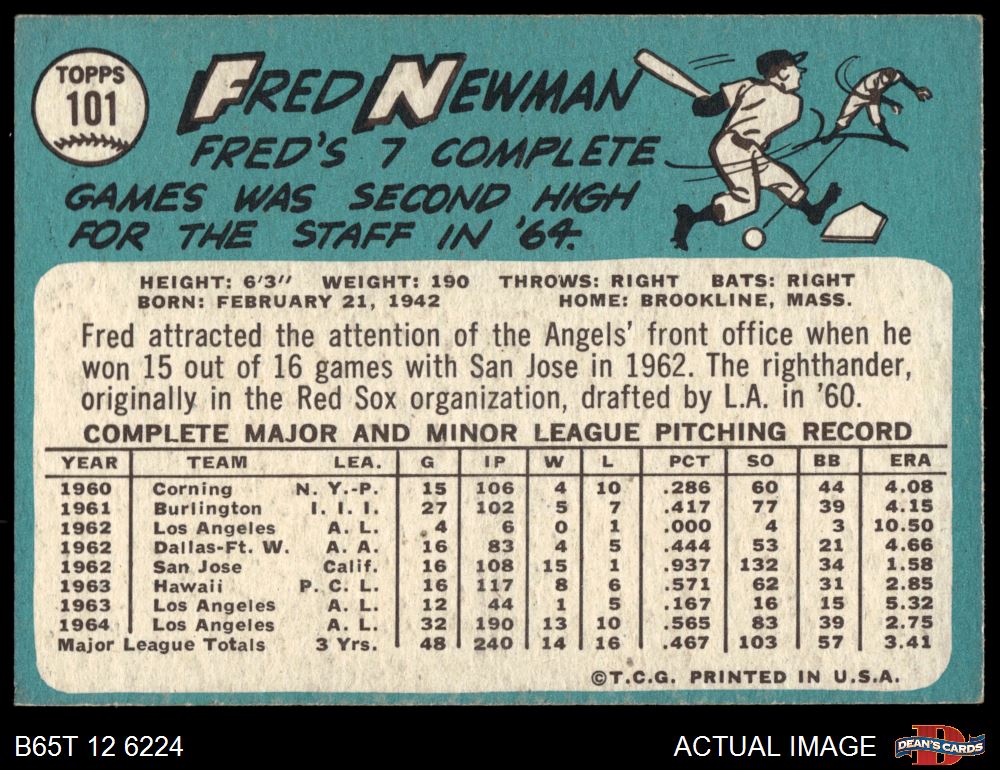 TOPPS
101
FRED NEWMAN
FRED'S 7 COMPLETE
GAMES WAS SECOND HIGH
FOR THE STAFF IN '64.
HEIGHT: 6'3" WEIGHT: 190 THROWS: RIGHT BATS: RIGHT
BORN: FEBRUARY 21, 1942 HOME: BROOKLINE, MASS.
Fred attracted the attention of the Angels' front office when he
won 15 out of 16 games with San Jose in 1962. The righthander,
originally in the Red Sox organization, drafted by L.A. in '60.
COMPLETE MAJOR AND MINOR LEAGUE PITCHING RECORD
YEAR TEAM LEA. G IP W L PCT SO BB ERA
1960 Corning N. Y.-P. 15 106 4 10 .286 60 44 4.08
1961 Burlington I. I. I. 27 102 5 7 .417 77 39 4.15
1962 Los Angeles A. L. 4 6 0 1 .000 4 3 10.50
1962 Dallas-Ft. W. A. A. 16 83 4 5 .444 53 21 4.66
1962 San Jose Calif. 16 108 15 1 .937 132 34 1.58
1963 Hawaii P. C. L. 16 117 8 6 .571 62 31 2.85
1963 Los Angeles A. L. 12 44 1 5 .167 16 15 5.32
1964 Los Angeles A. L. 32 190 13 10 .565 83 39 2.75
Major League Totals 3 Yrs. 48 240 14 16 .467 103 57 3.41
©T.C.G. PRINTED IN U.S.A.
B65T 12 6224 ACTUAL IMAGE DEAN'S CARDS